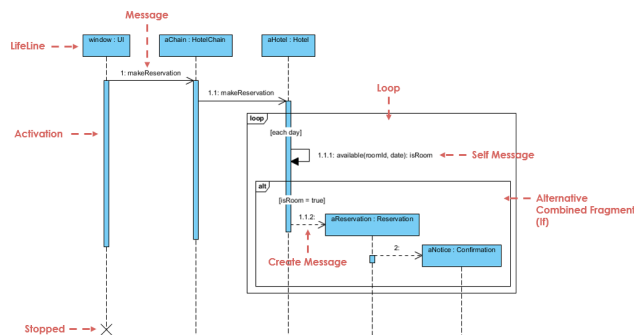 Message
LifeLine
window : UI
aChain : HotelChain
aHotel : Hotel
1: makeReservation
1.1: makeReservation
Loop
loop
Activation
[each day]
1.1.1: available(roomId, date): isRoom
Self Message
alt
[isRoom = true]
Alternative
Combined Fragment
(If)
1.1.2:
aReservation : Reservation
2:
aNotice : Confirmation
Create Message
Stopped